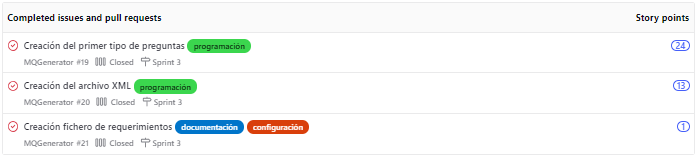 Completed issues and pull requests Story points
Creación del primer tipo de preguntas programación 24
MQGenerator #19 Closed Sprint 3
Creación del archivo XML programación 13
MQGenerator #20 Closed Sprint 3
Creación fichero de requerimientos documentación configuración 1
MQGenerator #21 Closed Sprint 3